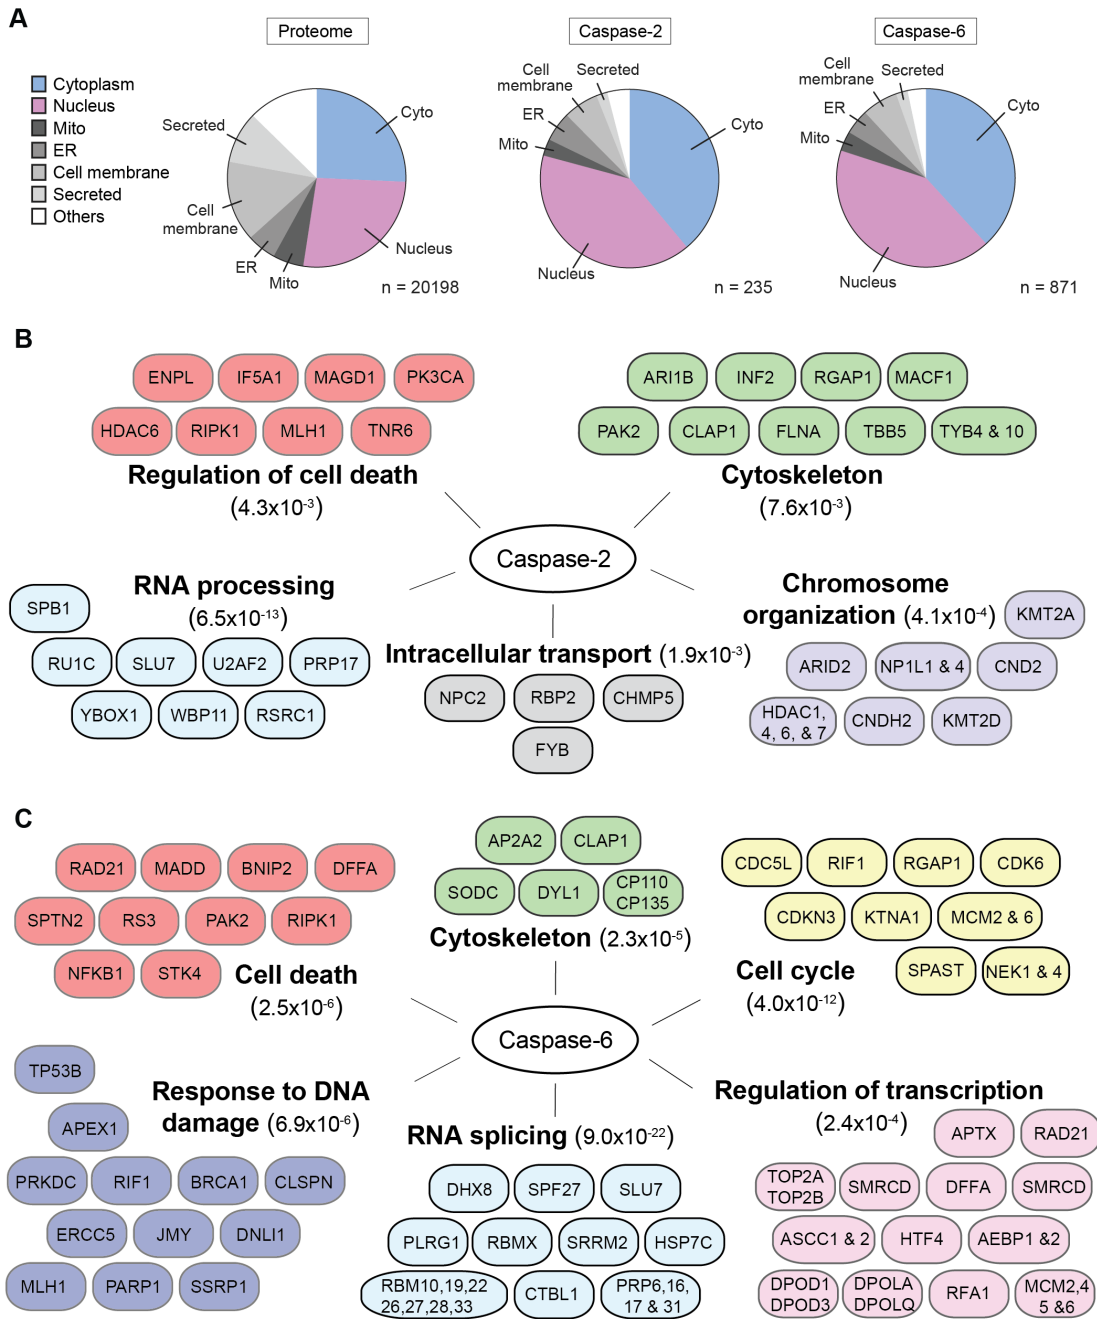 A
Proteome
Caspase-2
Caspase-6
Cytoplasm
Nucleus
Mito
ER
Cell membrane
Secreted
Others
Secreted
Cyto
Cell
membrane
ER
Mito
Nucleus
n = 20198
Cell
membrane
Secreted
ER
Mito
Cyto
Nucleus
n = 235
Cell
membrane
Secreted
ER
Mito
Cyto
Nucleus
n = 871
B
ENPL
IF5A1
MAGD1
PK3CA
HDAC6
RIPK1
MLH1
TNR6
Regulation of cell death
(4.3x10-3)
ARI1B
INF2
RGAP1
MACF1
PAK2
CLAP1
FLNA
TBB5
TYB4 & 10
Cytoskeleton
(7.6x10-3)
Caspase-2
RNA processing
(6.5x10-13)
SPB1
RU1C
SLU7
U2AF2
PRP17
YBOX1
WBP11
RSRC1
Intracellular transport (1.9x10-3)
NPC2
RBP2
CHMP5
FYB
Chromosome
organization (4.1x10-4)
KMT2A
ARID2
NP1L1 & 4
CND2
HDAC1,
4, 6, & 7
CNDH2
KMT2D
C
RAD21
MADD
BNIP2
DFFA
SPTN2
RS3
PAK2
RIPK1
NFKB1
STK4
Cell death
(2.5x10-6)
AP2A2
CLAP1
SODC
DYL1
CP110
CP135
Cytoskeleton (2.3x10-5)
CDC5L
RIF1
RGAP1
CDK6
CDKN3
KTNA1
MCM2 & 6
SPAST
NEK1 & 4
Cell cycle
(4.0x10-12)
Caspase-6
TP53B
APEX1
Response to DNA
damage (6.9x10-6)
PRKDC
RIF1
BRCA1
CLSPN
ERCC5
JMY
DNLI1
MLH1
PARP1
SSRP1
RNA splicing (9.0x10-22)
DHX8
SPF27
SLU7
PLRG1
RBMX
SRRM2
HSP7C
RBM10,19,22
26,27,28,33
CTBL1
PRP6,16,
17 & 31
Regulation of transcription
(2.4x10-4)
APTX
RAD21
TOP2A
TOP2B
SMRCD
DFFA
SMRCD
ASCC1 & 2
HTF4
AEBP1 &2
DPOD1
DPOD3
DPOLA
DPOLQ
RFA1
MCM2,4
5 &6